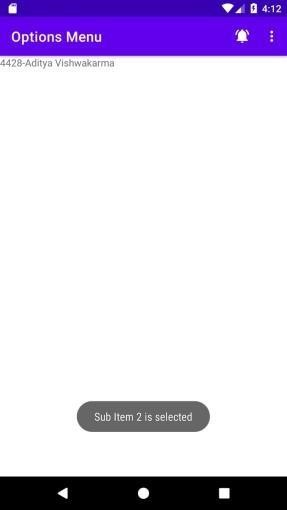 4:12
Options Menu
4428-Aditya Vishwakarma
Sub Item 2 is selected